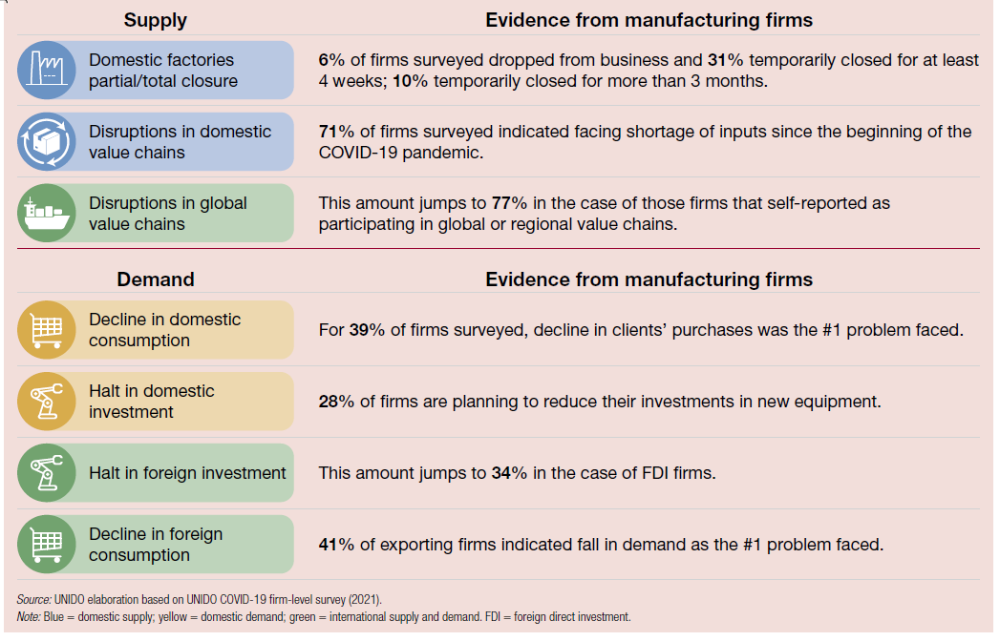 Supply
Evidence from manufacturing firms
Domestic factories
partial/total closure
6% of firms surveyed dropped from business and 31% temporarily closed for at least
4 weeks; 10% temporarily closed for more than 3 months.
Disruptions in domestic
value chains
71% of firms surveyed indicated facing shortage of inputs since the beginning of the
COVID-19 pandemic.
Disruptions in global
value chains
This amount jumps to 77% in the case of those firms that self-reported as
participating in global or regional value chains.
Demand
Evidence from manufacturing firms
Decline in domestic
consumption
For 39% of firms surveyed, decline in clients’ purchases was the #1 problem faced.
Halt in domestic
investment
28% of firms are planning to reduce their investments in new equipment.
Halt in foreign investment
This amount jumps to 34% in the case of FDI firms.
Decline in foreign
consumption
41% of exporting firms indicated fall in demand as the #1 problem faced.
Source: UNIDO elaboration based on UNIDO COVID-19 firm-level survey (2021).
Note: Blue = domestic supply; yellow = domestic demand; green = international supply and demand. FDI = foreign direct investment.